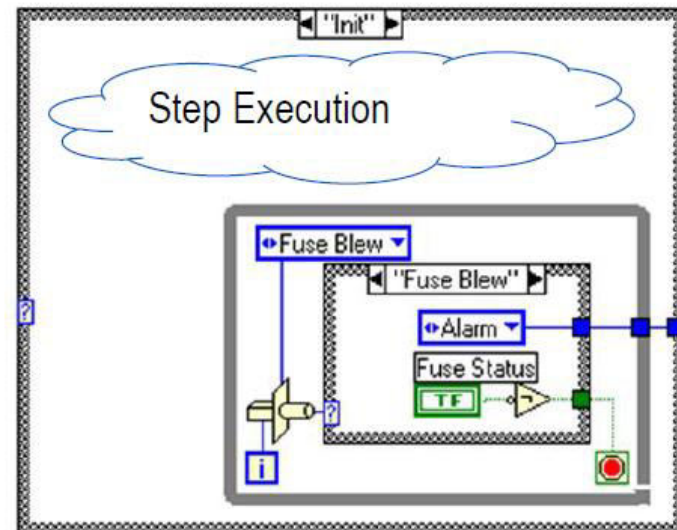 "Init"
Step Execution
Fuse Blew
"Fuse Blew"
?
Alarm
Fuse Status
TF
?
i